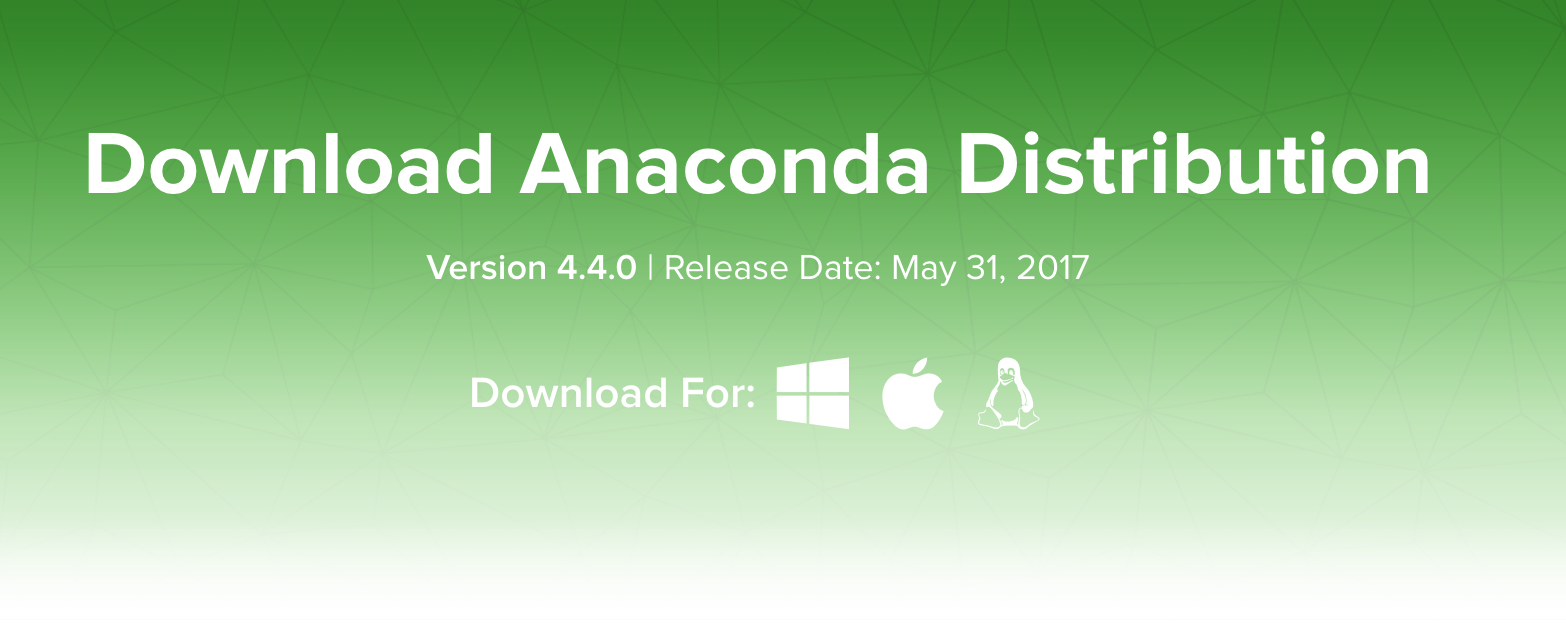 Download Anaconda Distribution
Version 4.4.0 | Release Date: May 31, 2017
Download For: